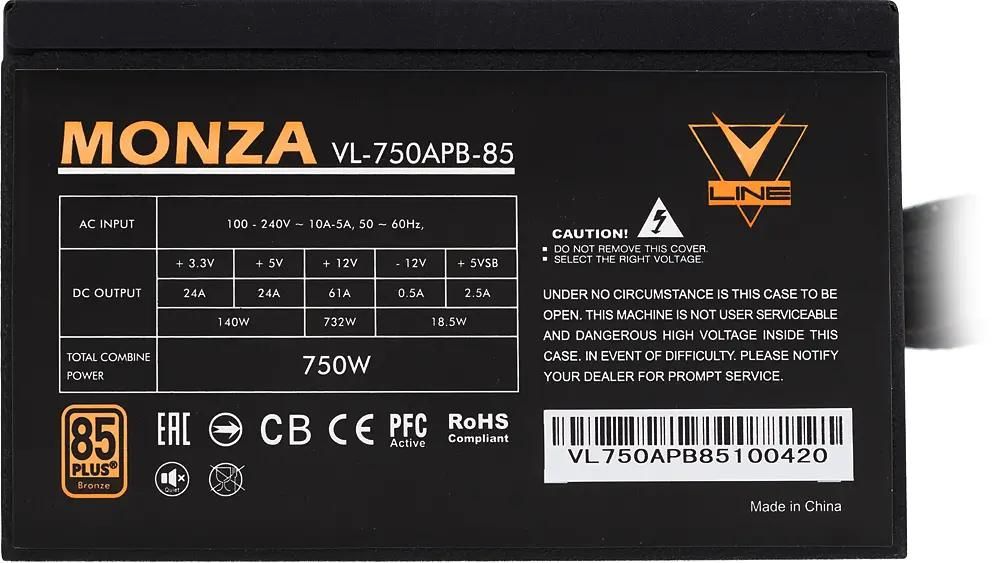 MONZA VL-750APB-85
V
LINE
AC INPUT
100 - 240V ~ 10A-5A, 50 ~ 60Hz,
DC OUTPUT
+ 3.3V + 5V + 12V - 12V + 5VSB
24A 24A 61A 0.5A 2.5A
140W 732W 18.5W
TOTAL COMBINE
POWER
750W
CAUTION!
DO NOT REMOVE THIS COVER.
SELECT THE RIGHT VOLTAGE.
UNDER NO CIRCUMSTANCE IS THIS CASE TO BE
OPEN. THIS MACHINE IS NOT USER SERVICEABLE
AND DANGEROUS HIGH VOLTAGE INSIDE THIS
CASE. IN EVENT OF DIFFICULTY. PLEASE NOTIFY
YOUR DEALER FOR PROMPT SERVICE.
85
PLUS®
Bronze
EAC
CB
CE
PFC
Active
RoHS
Compliant
Quiet
VL750APB85100420
Made in China